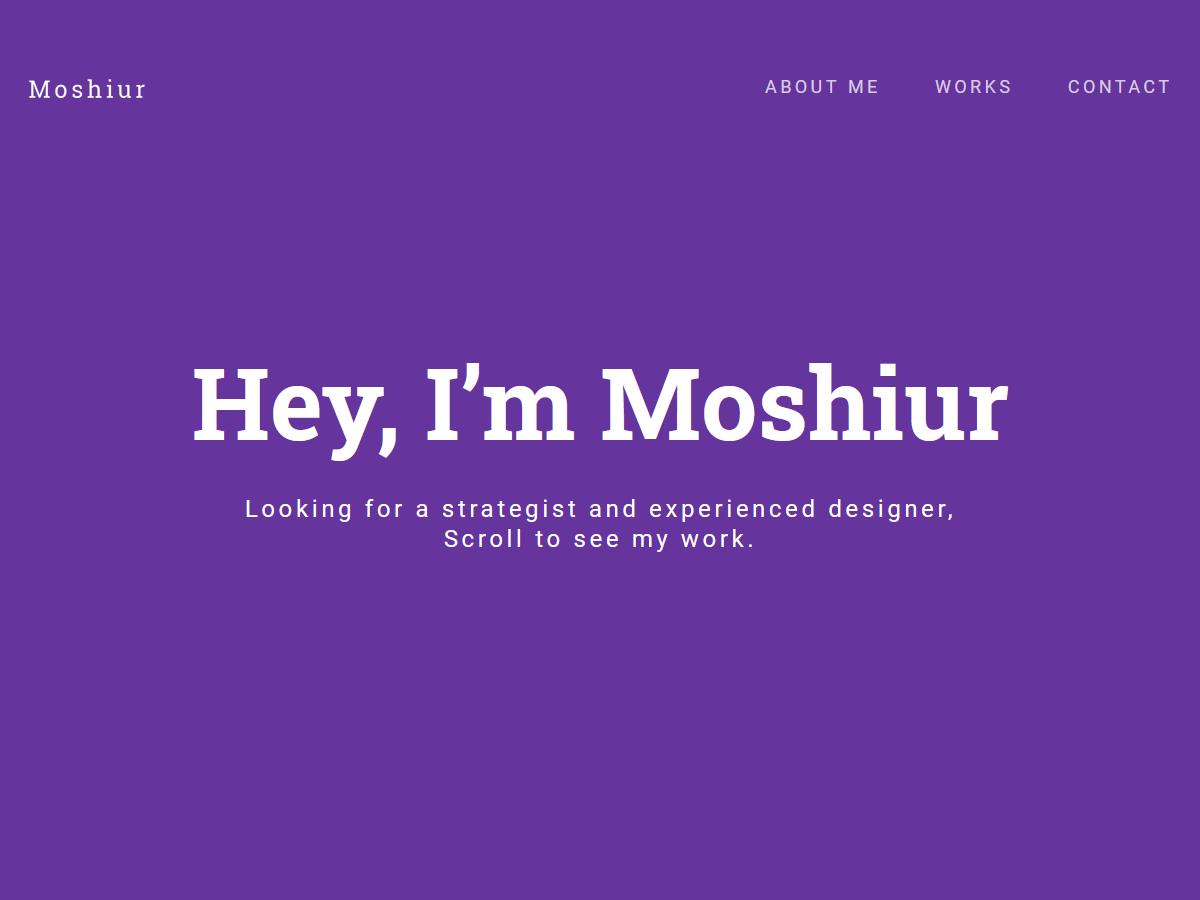 Moshiur
ABOUT ME WORKS CONTACT
Hey, I’m Moshiur
Looking for a strategist and experienced designer,
Scroll to see my work.